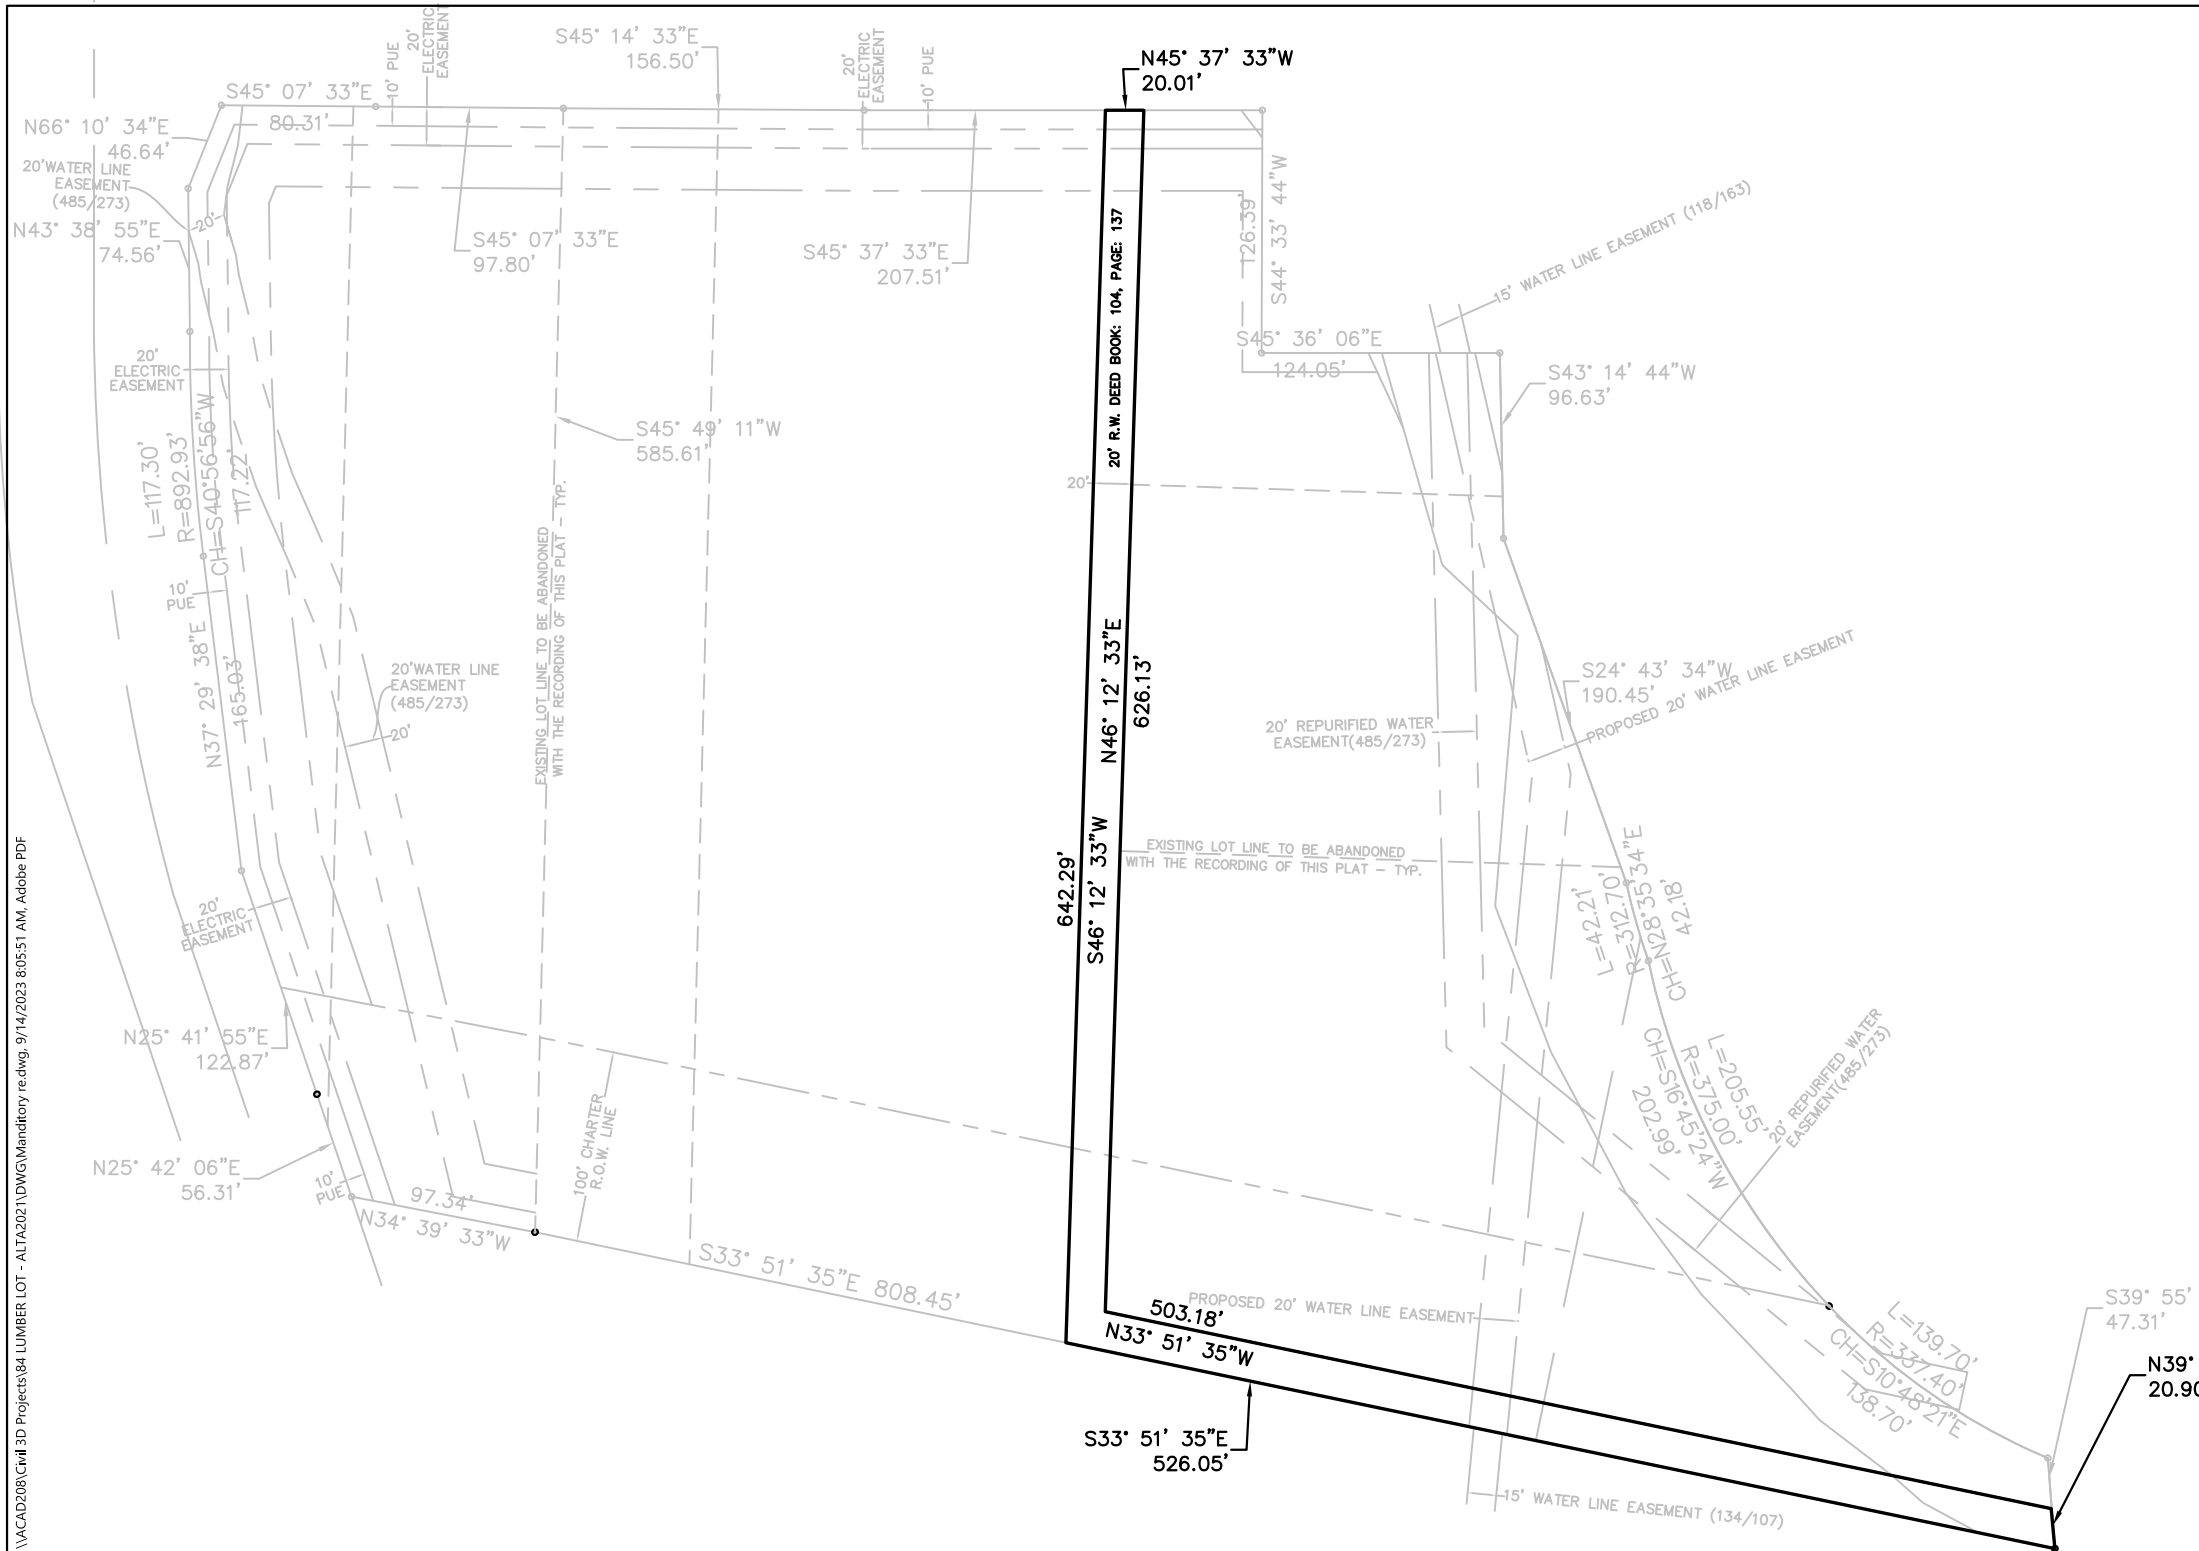 S45° 14' 33"E
156.50'
N45° 37' 33"W
20.01'
10' PUE
20'
ELECTRIC
EASEMENT
20'
ELECTRIC
EASEMENT
10' PUE
S45° 07' 33"E
80.31'
N66° 10' 34"E
46.64'
20'WATER LINE
EASEMENT
(485/273)
20'
N43° 38' 55"E
74.56'
S45° 07' 33"E
97.80'
S45° 37' 33"E
207.51'
20' R.W. DEED BOOK: 104, PAGE: 137
126.39'
S44° 33' 44"W
15' WATER LINE EASEMENT (118/163)
S45° 36' 06"E
124.05'
S43° 14' 44"W
96.63'
20'
ELECTRIC
EASEMENT
L=117.30'
R=892.93'
CH=S40°56'56"W
117.22'
S45° 49' 11"W
585.61'
20'
EXISTING LOT LINE TO BE ABANDONED
WITH THE RECORDING OF THIS PLAT - TYP.
10'
PUE
N37° 29' 38"E
165.03'
20'WATER LINE
EASEMENT
(485/273)
20'
N46° 12' 33"E
626.13'
S24° 43' 34"W
190.45'
PROPOSED 20' WATER LINE EASEMENT
20' REPURIFIED WATER
EASEMENT(485/273)
642.29'
S46° 12' 33"W
EXISTING LOT LINE TO BE ABANDONED
WITH THE RECORDING OF THIS PLAT - TYP.
L=42.21'
R=312.70'
CH=N28°35'34"E
42.18'
20'
ELECTRIC
EASEMENT
N25° 41' 55"E
122.87'
100' CHARTER
R.O.W. LINE
L=205.55'
R=375.00'
CH=S16°45'24"W
202.99'
20' REPURIFIED WATER
EASEMENT(485/273)
N25° 42' 06"E
56.31'
10'
PUE
97.34'
N34° 39' 33"W
S33° 51' 35"E 808.45'
503.18'
N33° 51' 35"W
PROPOSED 20' WATER LINE EASEMENT
S39° 55'
47.31'
L=139.70'
R=337.40'
CH=S10°48'21"E
138.70'
N39°
20.90
S33° 51' 35"E
526.05'
15' WATER LINE EASEMENT (134/107)
\\ACAD208\Civil 3D Projects\84 LUMBER LOT - ALTA2021\DWG\Manditory re.dwg, 9/14/2023 8:05:51 AM, Adobe PDF